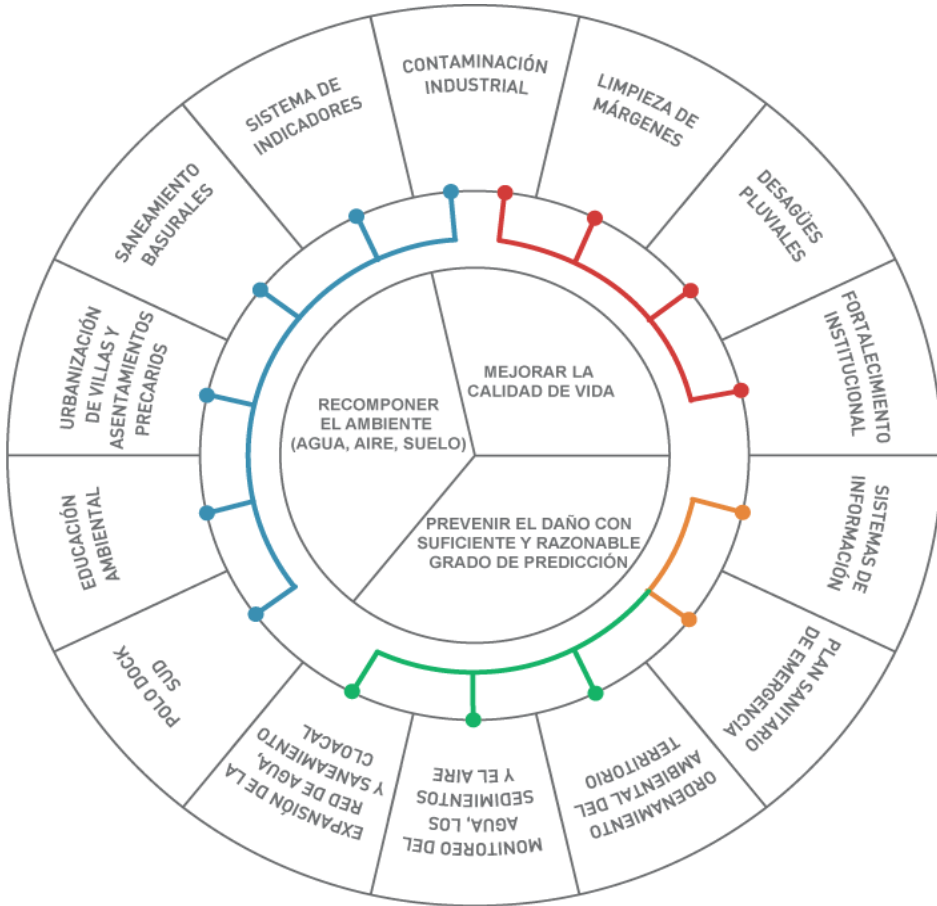 CONTAMINACIÓN
INDUSTRIAL
LIMPIEZA DE
MÁRGENES
DESAGÜES
PLUVIALES
FORTALECIMIENTO
INSTITUCIONAL
SISTEMAS DE
INFORMACIÓN
PLAN SANITARIO
DE EMERGENCIA
ORDENAMIENTO
AMBIENTAL DEL
TERRITORIO
MONITOREO DEL
AGUA, LOS
SEDIMIENTOS
Y EL AIRE
EXPANSIÓN DE LA
RED DE AGUA,
Y SANEAMIENTO
CLOACAL
POLO DOCK
SUD
EDUCACIÓN
AMBIENTAL
URBANIZACIÓN
DE VILLAS Y
ASENTAMIENTOS
PRECARIOS
SANEAMIENTO
BASURALES
SISTEMA DE
INDICADORES
MEJORAR LA
CALIDAD DE VIDA
RECOMPONER
EL AMBIENTE
(AGUA, AIRE, SUELO)
PREVENIR EL DAÑO CON
SUFICIENTE Y RAZONABLE
GRADO DE PREDICCIÓN